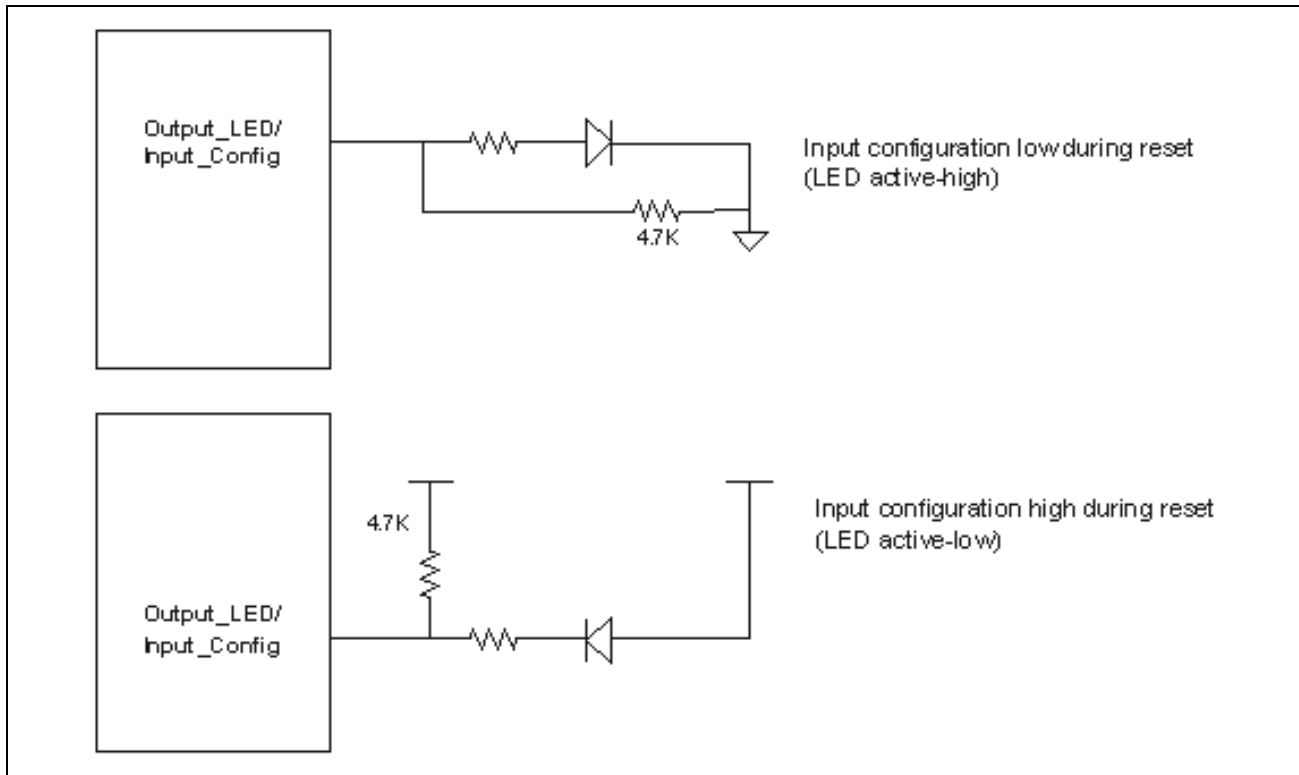 Output_LED/
Input_Config
4.7K
Input configuration low during reset
(LED active-high)
4.7K
Output_LED/
Input_Config
Input configuration high during reset
(LED active-low)